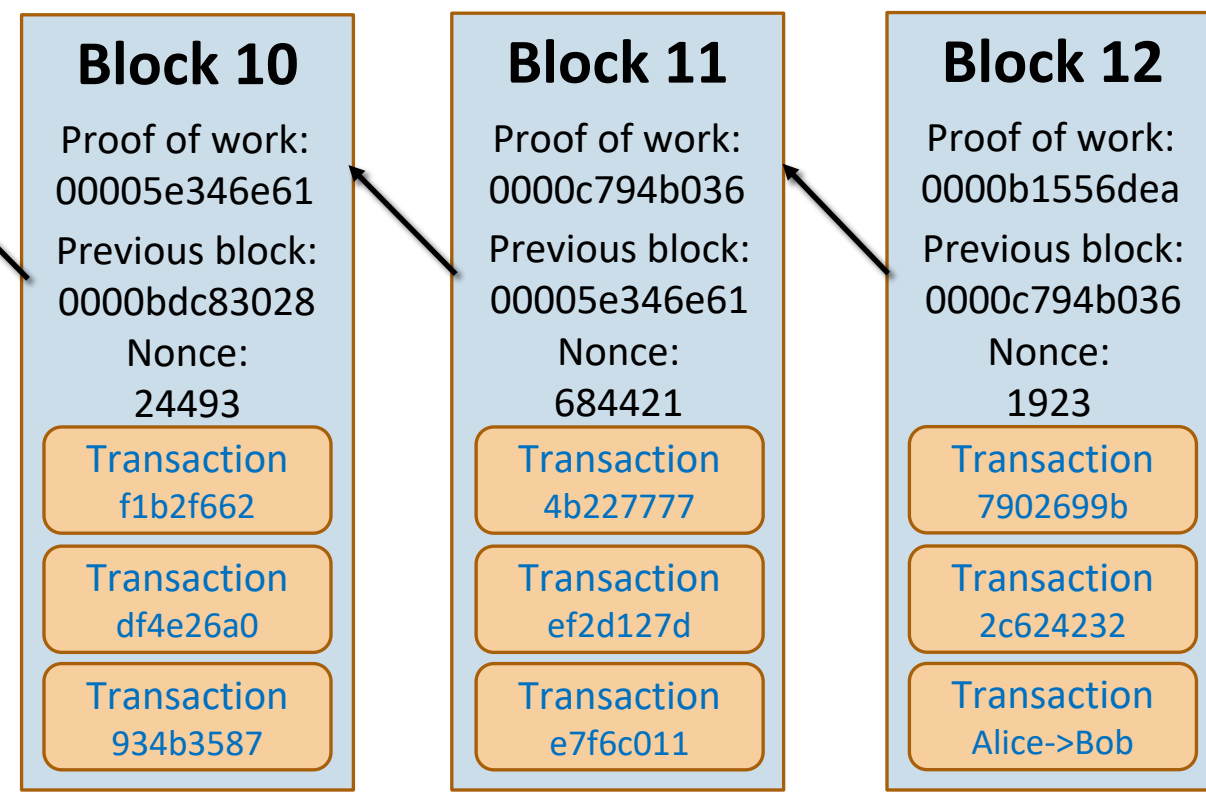 Block 10
Proof of work:
00005e346e61
Previous block:
0000bdc83028
Nonce:
24493
Transaction
f1b2f662
Transaction
df4e26a0
Transaction
934b3587
Block 11
Proof of work:
0000c794b036
Previous block:
00005e346e61
Nonce:
684421
Transaction
4b227777
Transaction
ef2d127d
Transaction
e7f6c011
Block 12
Proof of work:
0000b1556dea
Previous block:
0000c794b036
Nonce:
1923
Transaction
7902699b
Transaction
2c624232
Transaction
Alice->Bob